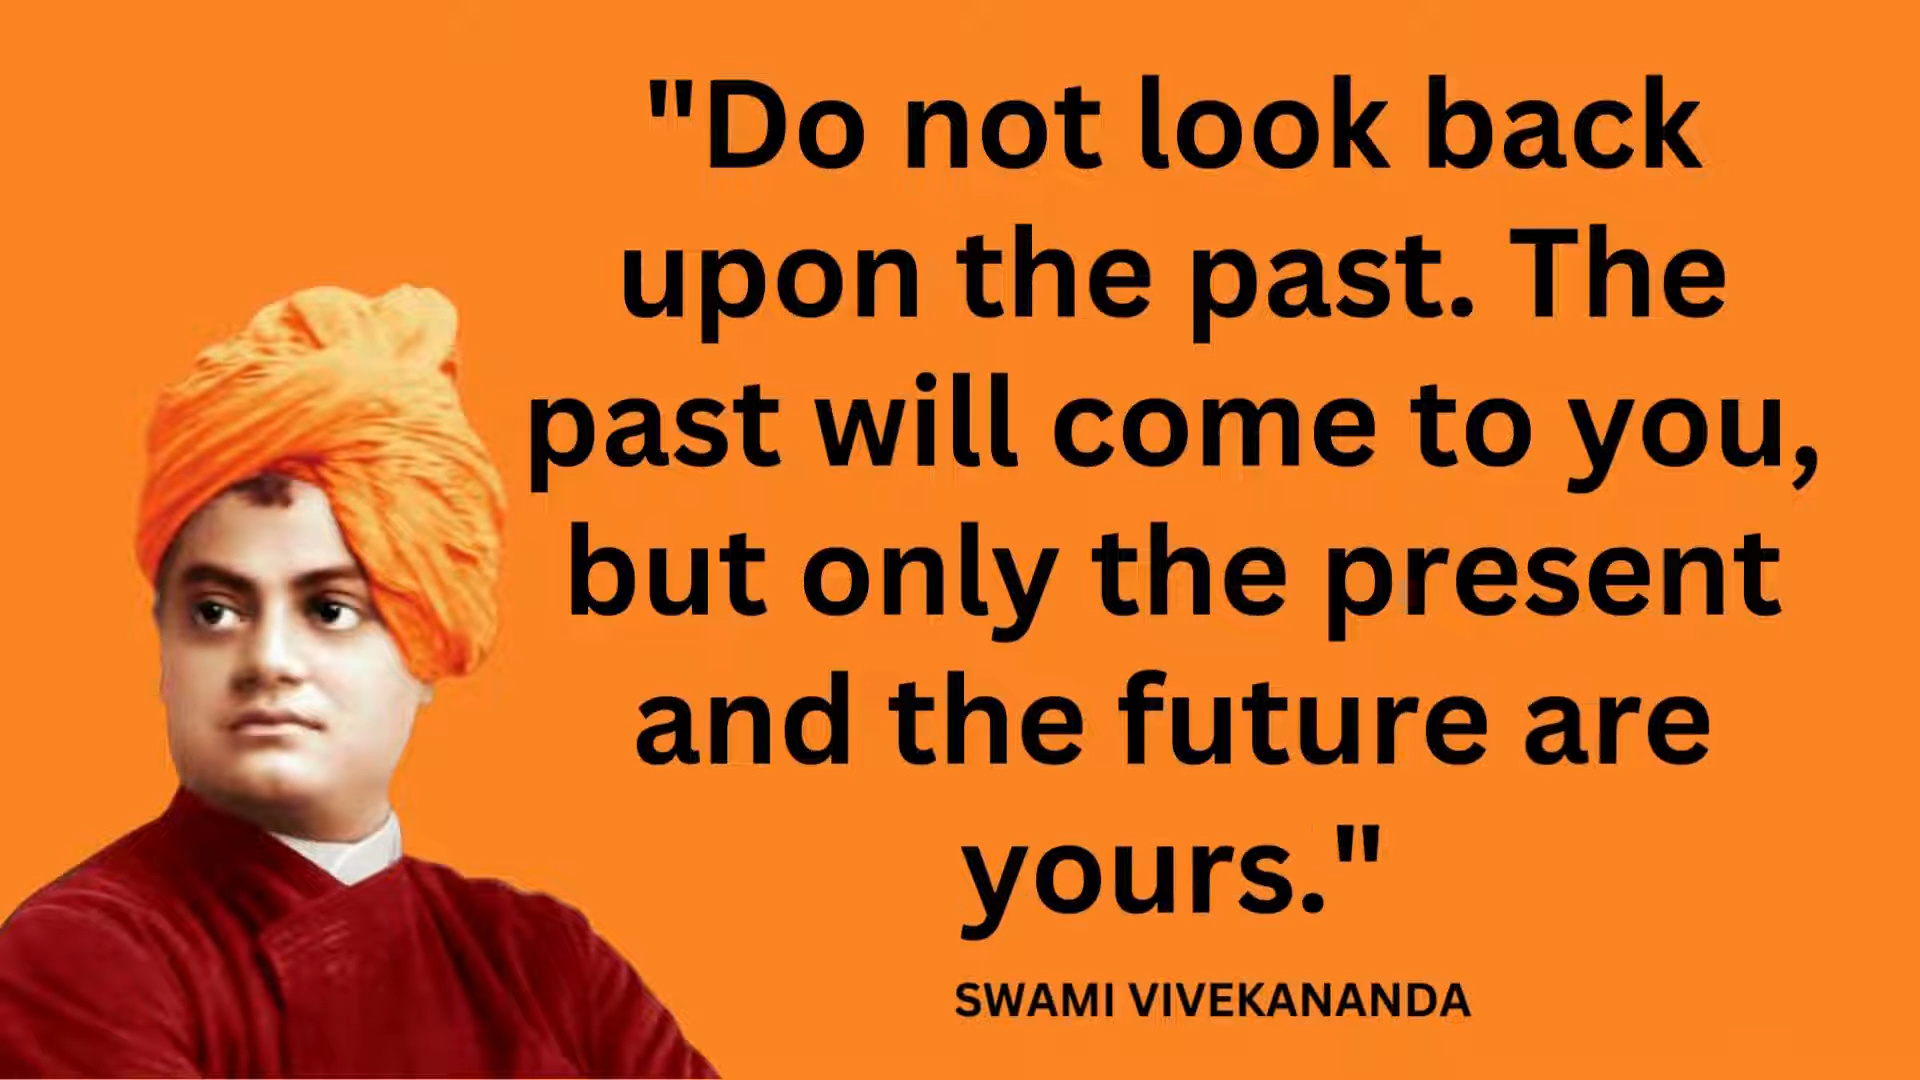 "Do not look back
upon the past. The
past will come to you,
but only the present
and the future are
yours."
SWAMI VIVEKANANDA